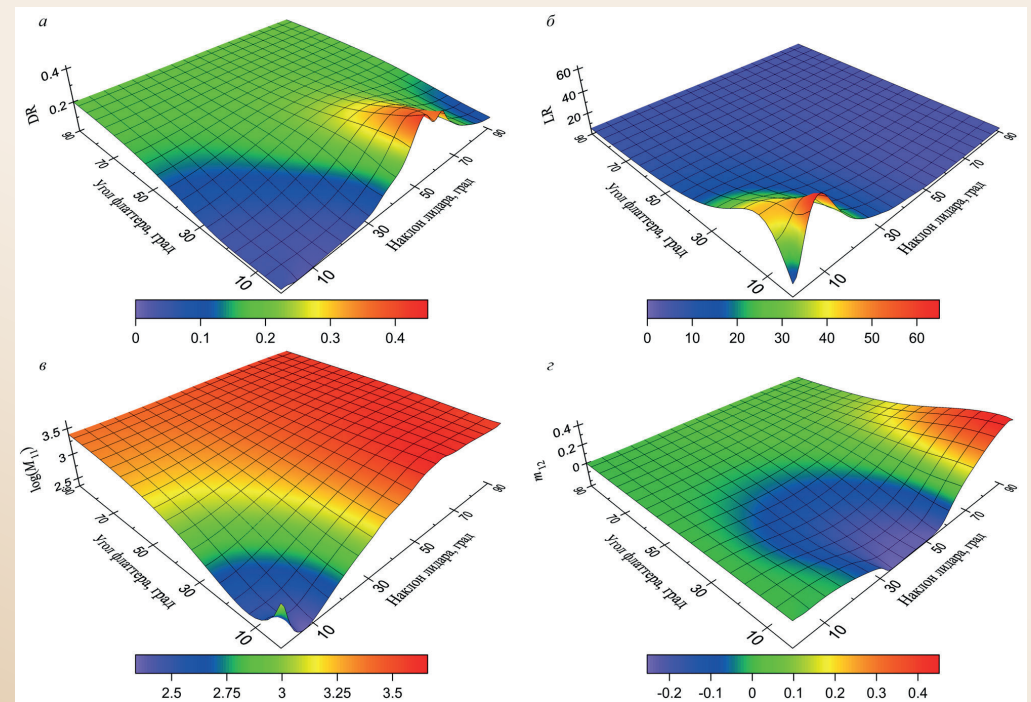 а
0.4
0.2
DR
90
70
50
30
10
Угол флаттера, град
10
30
50
70
90
Наклон лидара, град
0 0.1 0.2 0.3 0.4
б
60
40
20
LR
90
70
50
30
10
Угол флаттера, град
10
30
50
70
90
Наклон лидара, град
0 10 20 30 40 50 60
в
3.5
3
2.5
log(M₁₁)
90
70
50
30
10
Угол флаттера, град
10
30
50
70
90
Наклон лидара, град
2.5 2.75 3 3.25 3.5
г
0.4
0.2
0
m₁₂
90
70
50
30
10
Угол флаттера, град
10
30
50
70
90
Наклон лидара, град
-0.2 -0.1 0 0.1 0.2 0.3 0.4